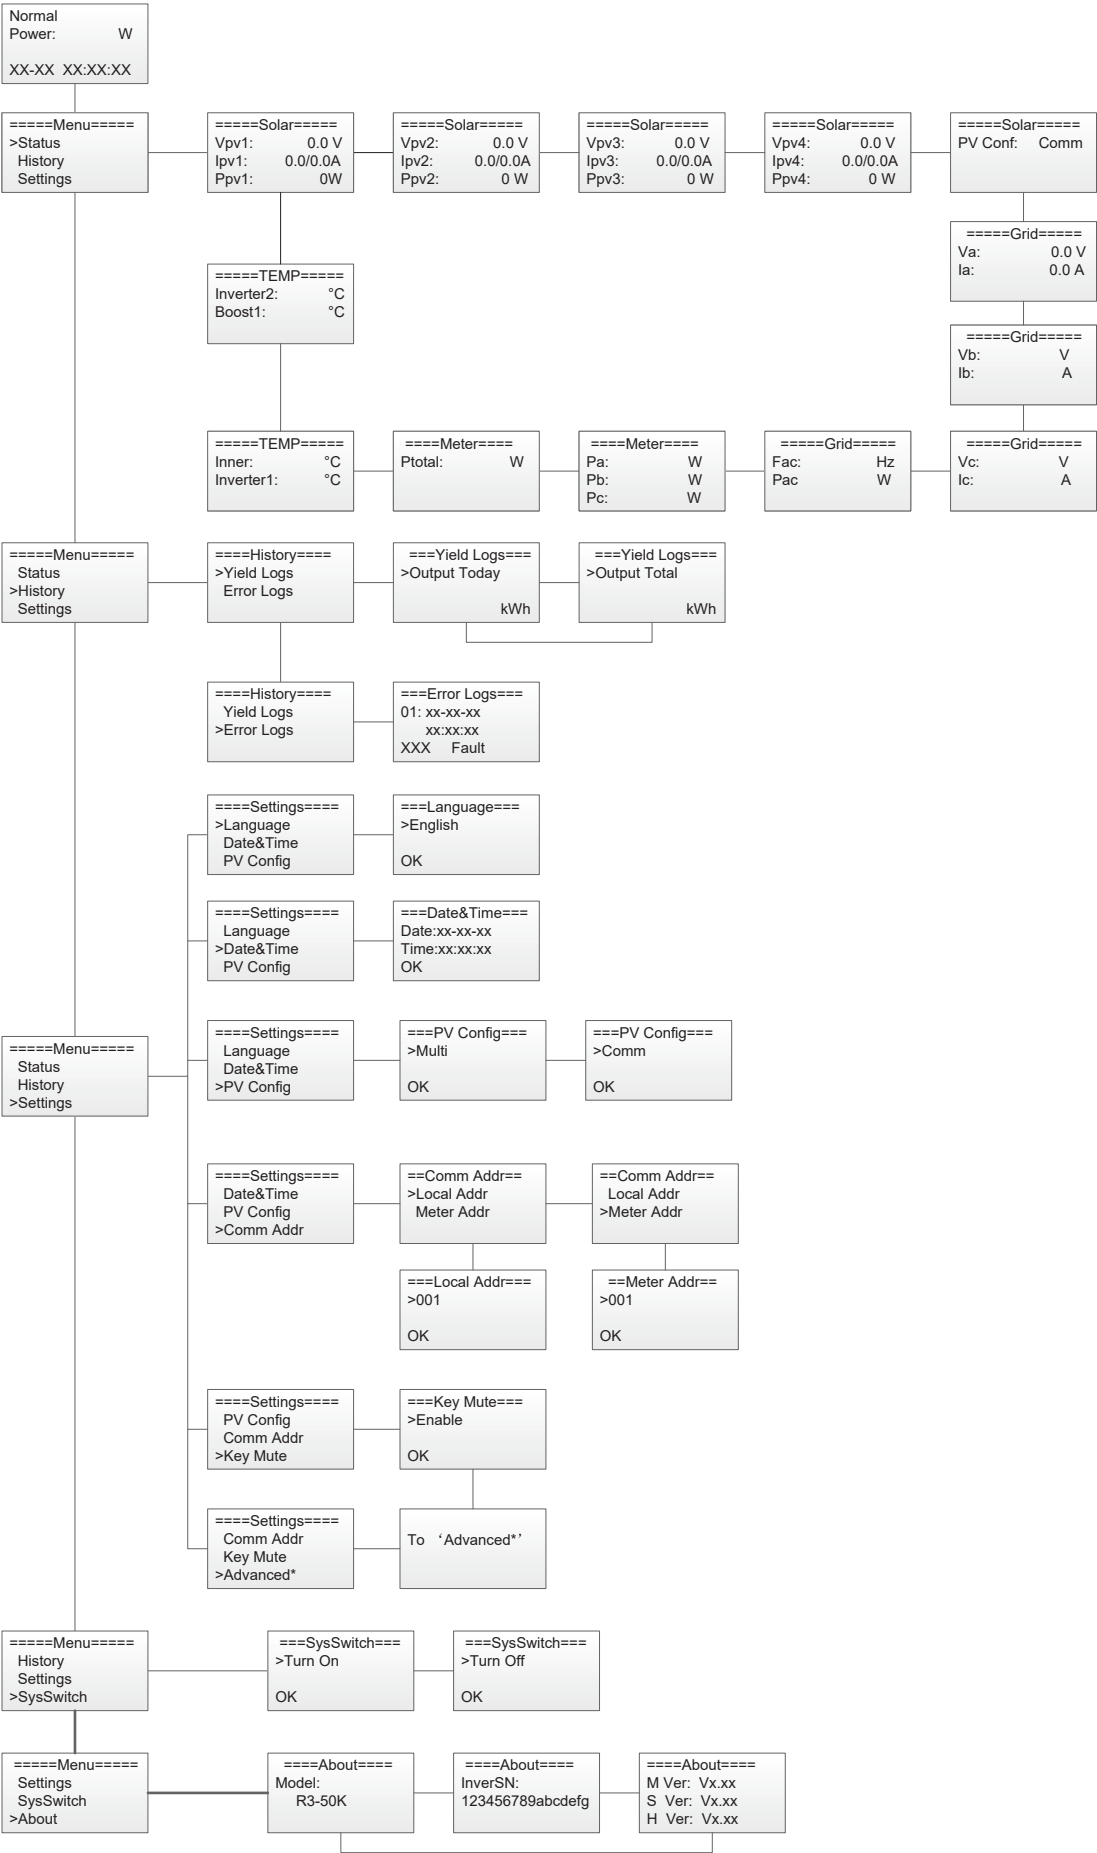 Normal
Power: W
XX-XX XX:XX:XX
=====Menu=====
>Status
History
Settings
=====Solar=====
Vpv1: 0.0 V
Ipv1: 0.0/0.0A
Ppv1: 0W
=====Solar=====
Vpv2: 0.0 V
Ipv2: 0.0/0.0A
Ppv2: 0 W
=====Solar=====
Vpv3: 0.0 V
Ipv3: 0.0/0.0A
Ppv3: 0 W
=====Solar=====
Vpv4: 0.0 V
Ipv4: 0.0/0.0A
Ppv4: 0 W
=====Solar=====
PV Conf: Comm
=====Grid=====
Va: 0.0 V
Ia: 0.0 A
=====TEMP=====
Inverter2: °C
Boost1: °C
=====Grid=====
Vb: V
Ib: A
=====TEMP=====
Inner: °C
Inverter1: °C
====Meter====
Ptotal: W
====Meter====
Pa: W
Pb: W
Pc: W
=====Grid=====
Fac: Hz
Pac W
=====Grid=====
Vc: V
Ic: A
=====Menu=====
Status
>History
Settings
====History====
>Yield Logs
Error Logs
===Yield Logs===
>Output Today
kWh
===Yield Logs===
>Output Total
kWh
====History====
Yield Logs
>Error Logs
===Error Logs===
01: xx-xx-xx
xx:xx:xx
XXX Fault
====Settings====
>Language
Date&Time
PV Config
===Language===
>English
OK
====Settings====
Language
>Date&Time
PV Config
===Date&Time===
Date:xx-xx-xx
Time:xx:xx:xx
OK
=====Menu=====
Status
History
>Settings
====Settings====
Language
Date&Time
>PV Config
===PV Config===
>Multi
OK
===PV Config===
>Comm
OK
====Settings====
Date&Time
PV Config
>Comm Addr
==Comm Addr==
>Local Addr
Meter Addr
==Comm Addr==
Local Addr
>Meter Addr
===Local Addr===
>001
OK
==Meter Addr==
>001
OK
====Settings====
PV Config
Comm Addr
>Key Mute
===Key Mute===
>Enable
OK
====Settings====
Comm Addr
Key Mute
>Advanced*
To ‘Advanced*’
=====Menu=====
History
Settings
>SysSwitch
===SysSwitch===
>Turn On
OK
===SysSwitch===
>Turn Off
OK
=====Menu=====
Settings
SysSwitch
>About
====About====
Model:
R3-50K
====About====
InverSN:
123456789abcdefg
====About====
M Ver: Vx.xx
S Ver: Vx.xx
H Ver: Vx.xx